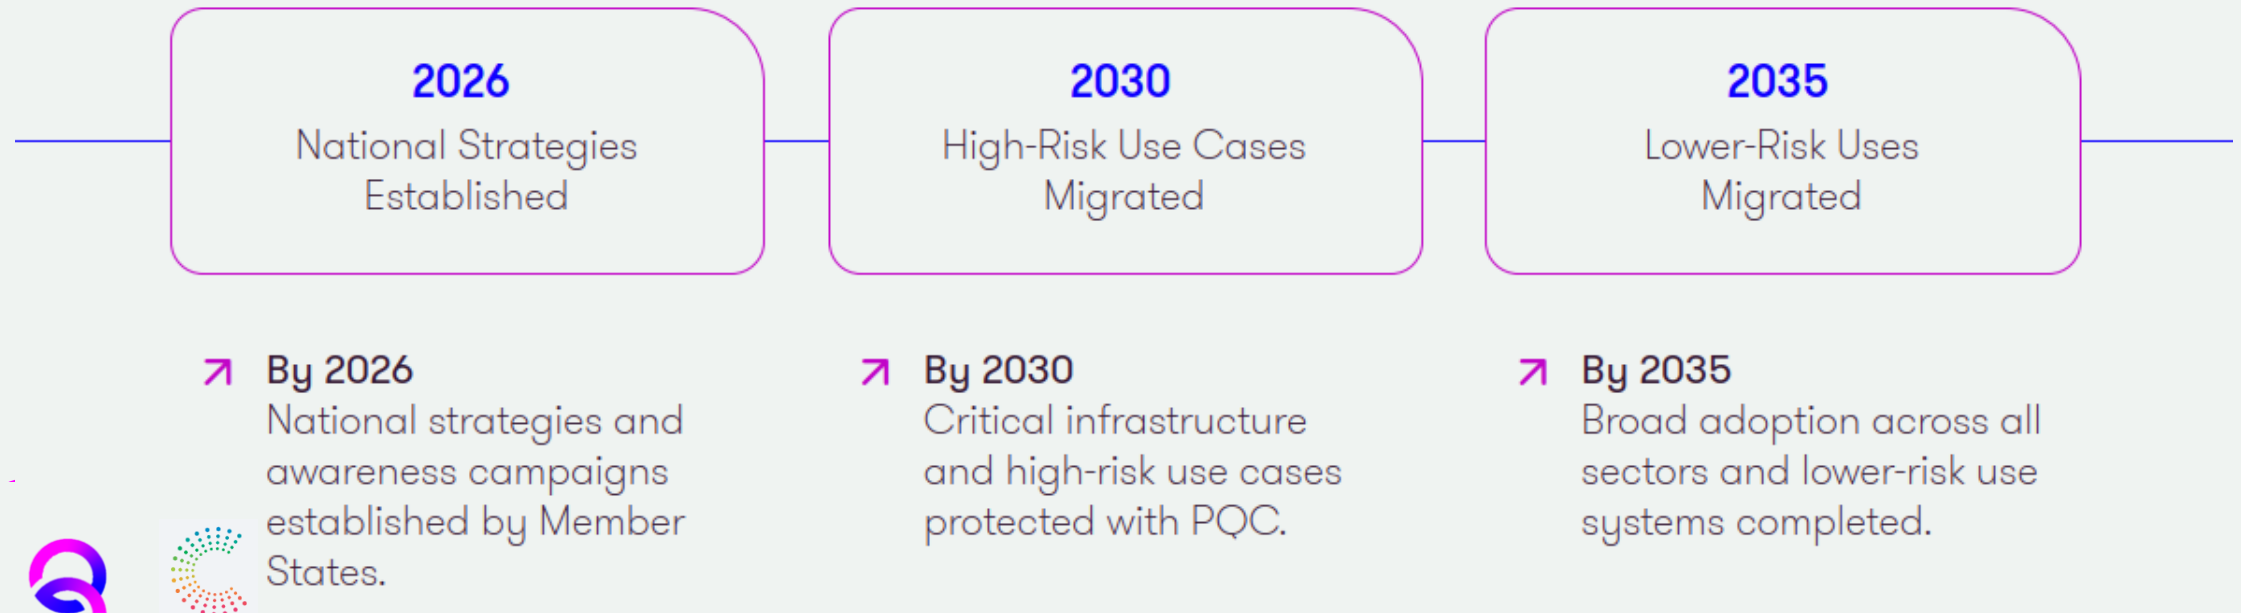 2026
National Strategies
Established
2030
High-Risk Use Cases
Migrated
2035
Lower-Risk Uses
Migrated
By 2026
National strategies and
awareness campaigns
established by Member
States.
By 2030
Critical infrastructure
and high-risk use cases
protected with PQC.
By 2035
Broad adoption across all
sectors and lower-risk use
systems completed.